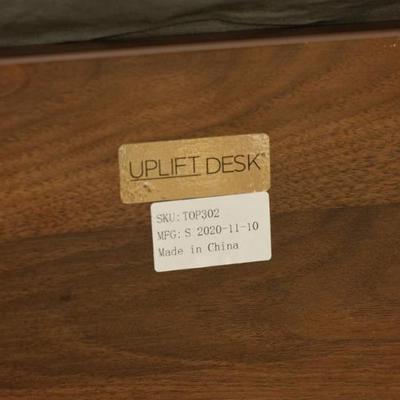 UPLIFT DESK
SKU:TOP302
MFG:S 2020-11-10
Made in China